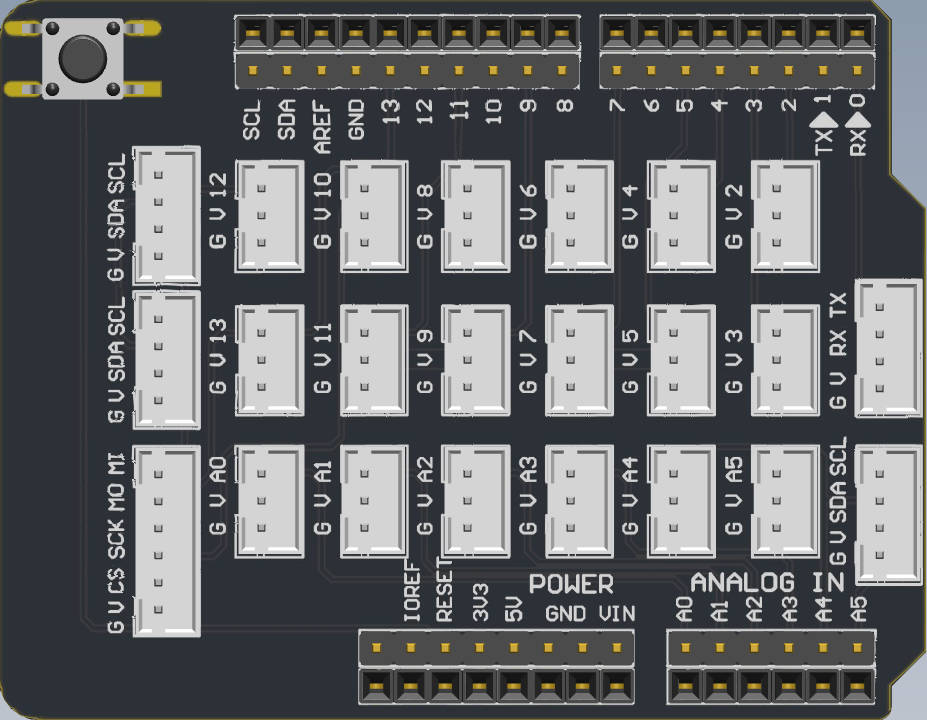 SCL SDA AREF GND 13 12 11 10 9 8 7 6 5 4 3 2 TX 1 RX 0
G V SDA SCL
G V 12
G V 10
G V 8
G V 6
G V 4
G V 2
G V SDA SCL
G V 13
G V 11
G V 9
G V 7
G V 5
G V 3
G V RX TX
G V CS SCK MO MI
G V A0
G V A1
G V A2
G V A3
G V A4
G V A5
G V SDA SCL
POWER
ANALOG IN
IOREF RESET 3V3 5V GND VIN
A0 A1 A2 A3 A4 A5